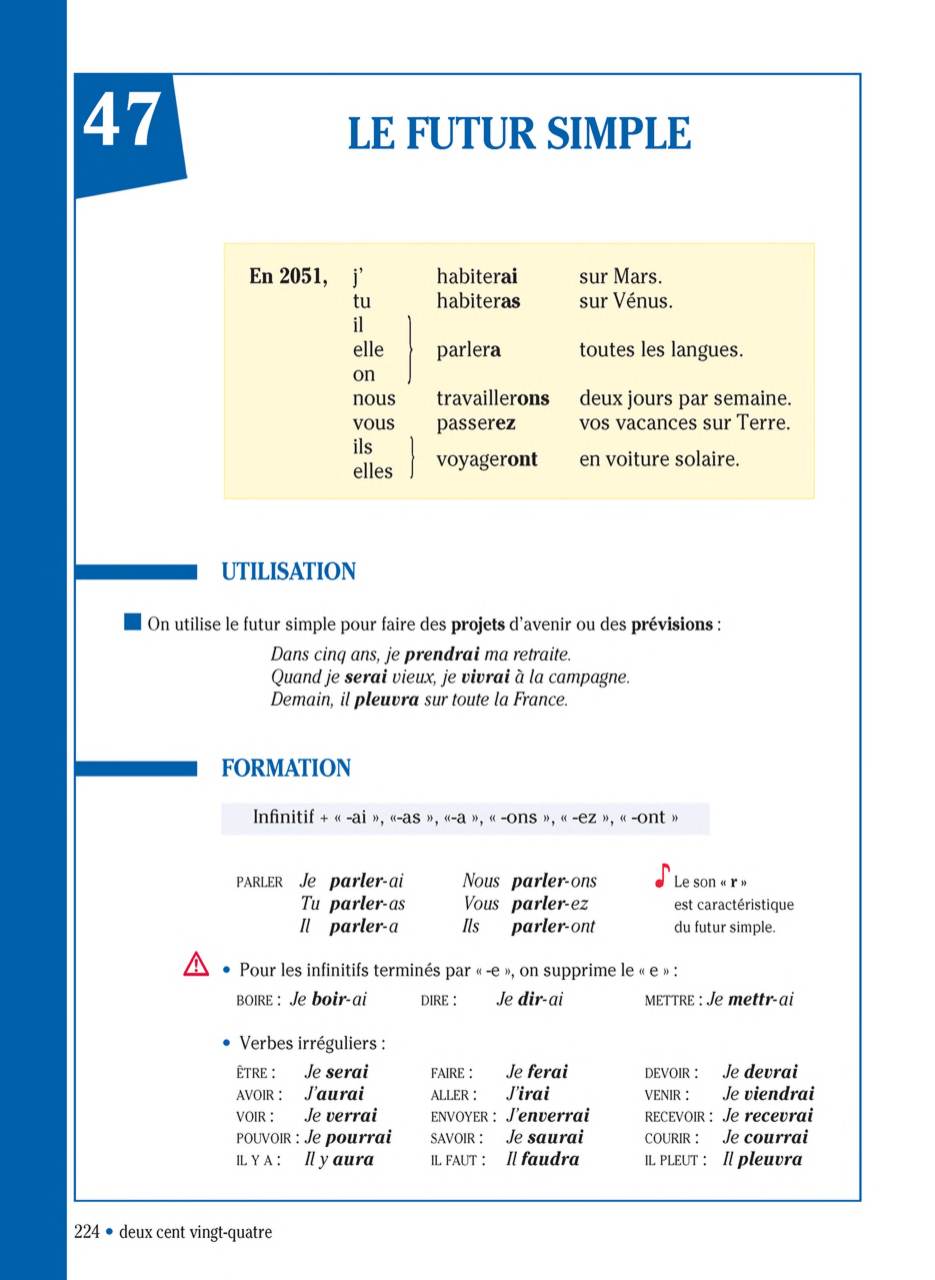 47
LE FUTUR SIMPLE
En 2051, j’ habiterai sur Mars.
tu habiteras sur Vénus.
il
elle parlera toutes les langues.
on
nous travaillerons deux jours par semaine.
vous passerez vos vacances sur Terre.
ils
elles voyageront en voiture solaire.
UTILISATION
On utilise le futur simple pour faire des projets d’avenir ou des prévisions :
Dans cinq ans, je prendrai ma retraite.
Quand je serai vieux, je vivrai à la campagne.
Demain, il pleuvra sur toute la France.
FORMATION
Infinitif + « -ai », «-as », «-a », « -ons », « -ez », « -ont »
PARLER Je parler-ai Nous parler-ons Le son « r »
Tu parler-as Vous parler-ez est caractéristique
Il parler-a Ils parler-ont du futur simple.
• Pour les infinitifs terminés par « -e », on supprime le « e » :
BOIRE : Je boir-ai DIRE : Je dir-ai METTRE : Je mettr-ai
• Verbes irréguliers :
ÊTRE : Je serai FAIRE : Je ferai DEVOIR : Je devrai
AVOIR : J’aurai ALLER : J’irai VENIR : Je viendrai
VOIR : Je verrai ENVOYER : J’enverrai RECEVOIR : Je recevrai
POUVOIR : Je pourrai SAVOIR : Je saurai COURIR : Je courrai
IL Y A : Il y aura IL FAUT : Il faudra IL PLEUT : Il pleuvra
224 • deux cent vingt-quatre